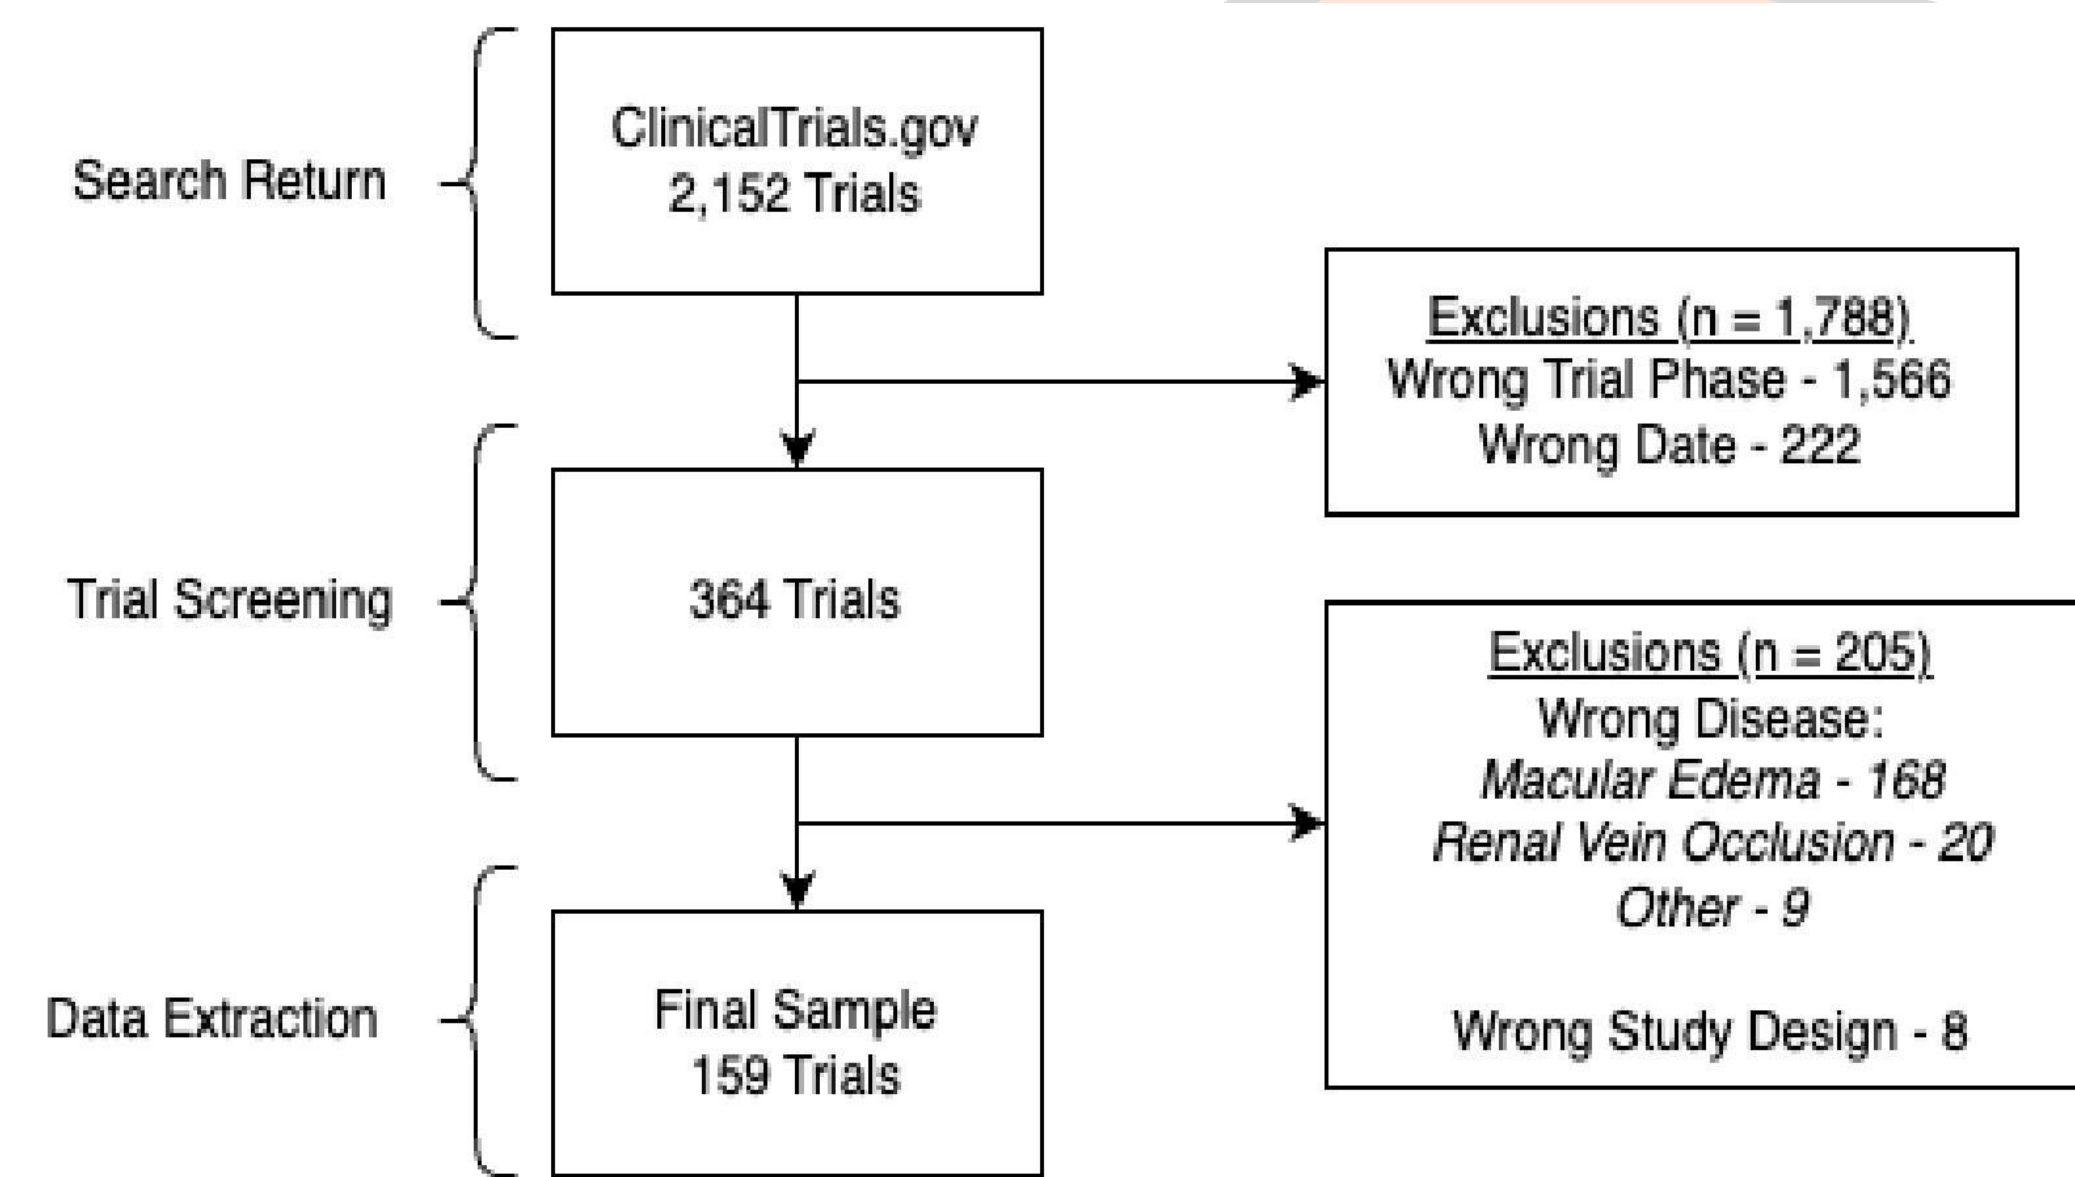 Search Return
ClinicalTrials.gov
2,152 Trials
Exclusions (n = 1,788)
Wrong Trial Phase - 1,566
Wrong Date - 222
Trial Screening
364 Trials
Exclusions (n = 205)
Wrong Disease:
Macular Edema - 168
Renal Vein Occlusion - 20
Other - 9
Wrong Study Design - 8
Data Extraction
Final Sample
159 Trials